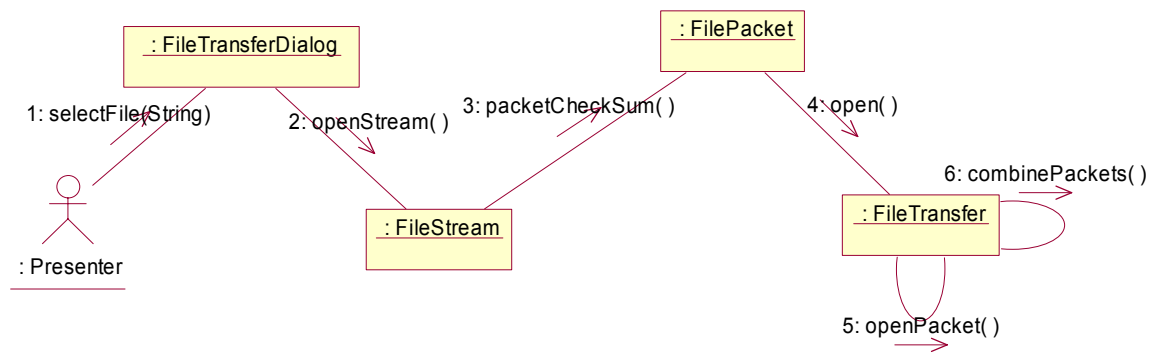 : FilePacket
: FileTransferDialog
1: selectFile(String)
2: openStream( )
3: packetCheckSum( )
4: open( )
6: combinePackets( )
: FileStream
: FileTransfer
: Presenter
5: openPacket( )